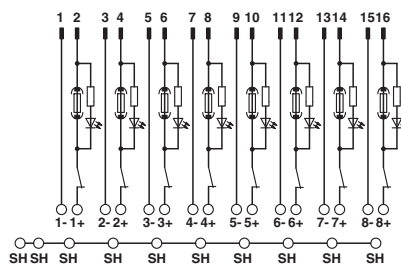 1 2 3 4 5 6 7 8 9 10 11 12 13 14 15 16
1- 1+ 2- 2+ 3- 3+ 4- 4+ 5- 5+ 6- 6+ 7- 7+ 8- 8+
SH SH SH SH SH SH SH SH SH SH